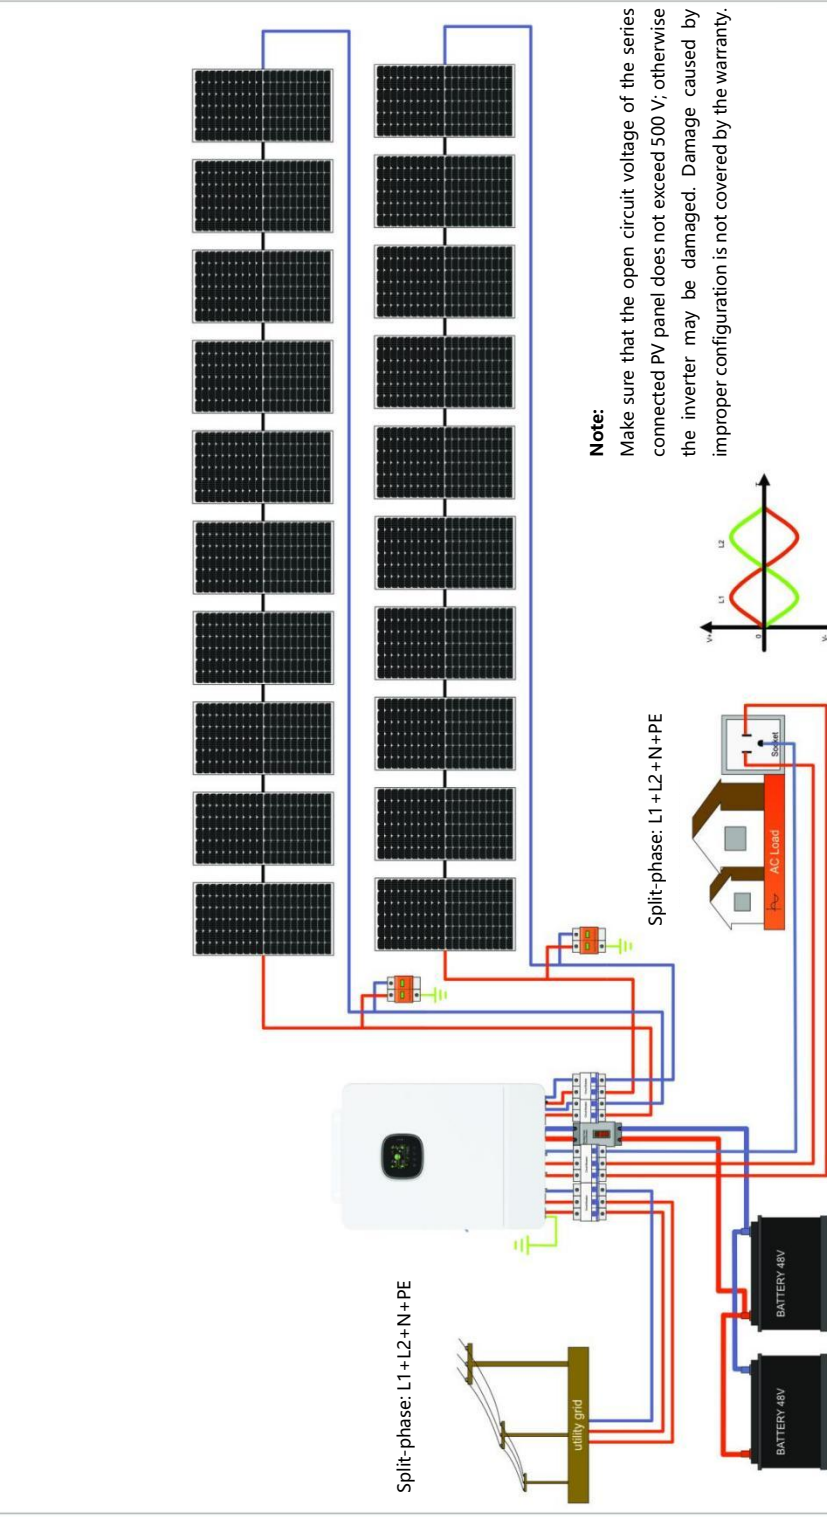 Note:
Make sure that the open circuit voltage of the series
connected PV panel does not exceed 500 V; otherwise
the inverter may be damaged. Damage caused by
improper configuration is not covered by the warranty.
Split-phase: L1+L2+N+PE
Split-phase: L1+L2+N+PE
utility grid
AC Load
Socket
BATTERY 48V
BATTERY 48V
V+
L1
L2
0
T
V-